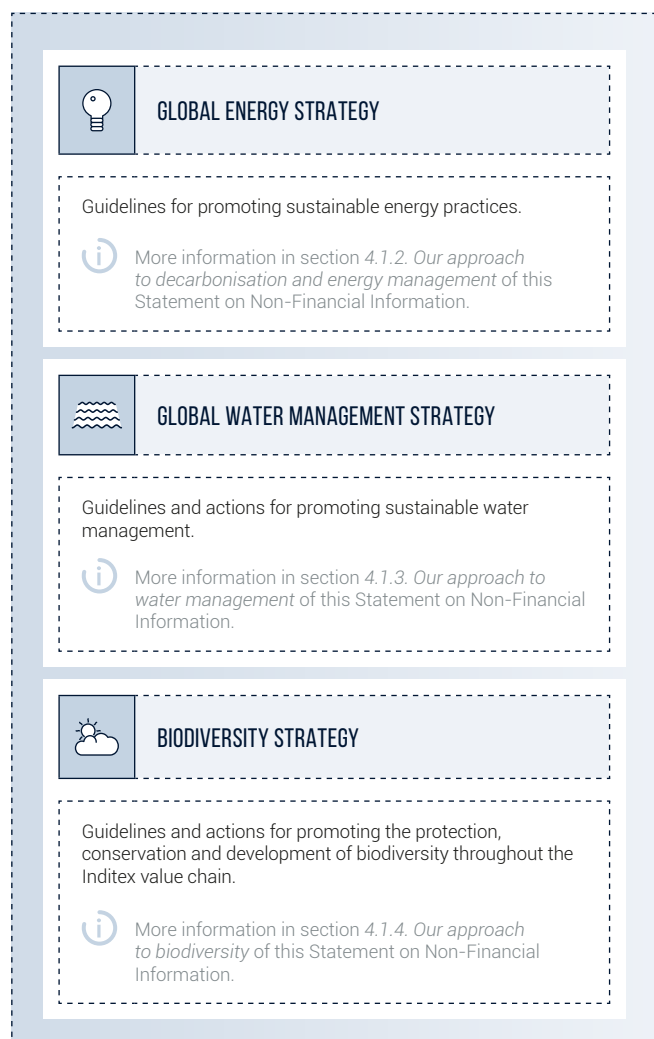 GLOBAL ENERGY STRATEGY
Guidelines for promoting sustainable energy practices.
More information in section 4.1.2. Our approach
to decarbonisation and energy management of this
Statement on Non-Financial Information.
GLOBAL WATER MANAGEMENT STRATEGY
Guidelines and actions for promoting sustainable water
management.
More information in section 4.1.3. Our approach to
water management of this Statement on Non-Financial
Information.
BIODIVERSITY STRATEGY
Guidelines and actions for promoting the protection,
conservation and development of biodiversity throughout the
Inditex value chain.
More information in section 4.1.4. Our approach
to biodiversity of this Statement on Non-Financial
Information.